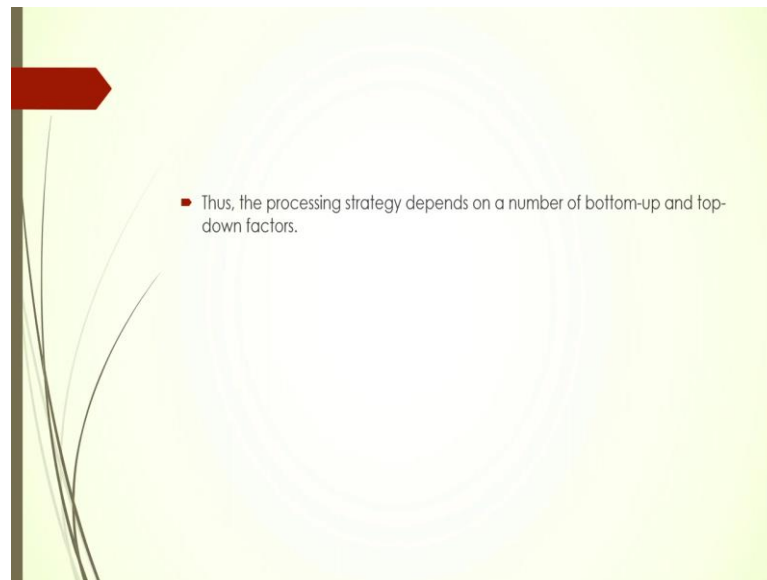 Thus, the processing strategy depends on a number of bottom-up and top-
down factors.